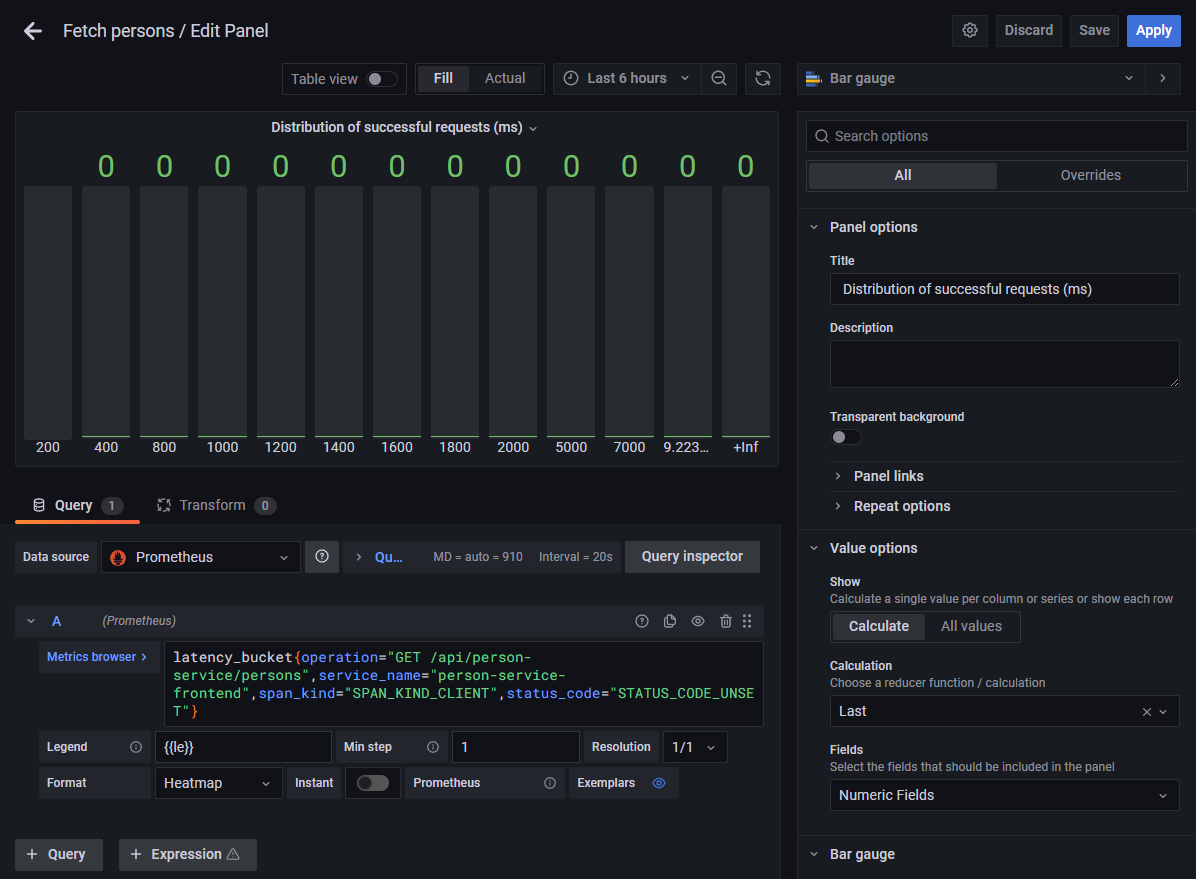 Fetch persons / Edit Panel
Discard
Save
Apply
Table view
Fill
Actual
Last 6 hours
Bar gauge
Distribution of successful requests (ms)
0 0 0 0 0 0 0 0 0 0 0 0
200 400 800 1000 1200 1400 1600 1800 2000 5000 7000 9.223... +Inf
Search options
All
Overrides
Panel options
Title
Distribution of successful requests (ms)
Description
Transparent background
Panel links
Repeat options
Value options
Show
Calculate a single value per column or series or show each row
Calculate
All values
Calculation
Choose a reducer function / calculation
Last
Fields
Select the fields that should be included in the panel
Numeric Fields
Bar gauge
Query 1
Transform 0
Data source
Prometheus
Qu...
MD = auto = 910
Interval = 20s
Query inspector
A
(Prometheus)
Metrics browser >
latency_bucket{operation="GET /api/person-
service/persons",service_name="person-service-
frontend",span_kind="SPAN_KIND_CLIENT",status_code="STATUS_CODE_UNSE
T"}
Legend
{{le}}
Min step
1
Resolution
1/1
Format
Heatmap
Instant
Prometheus
Exemplars
+ Query
+ Expression